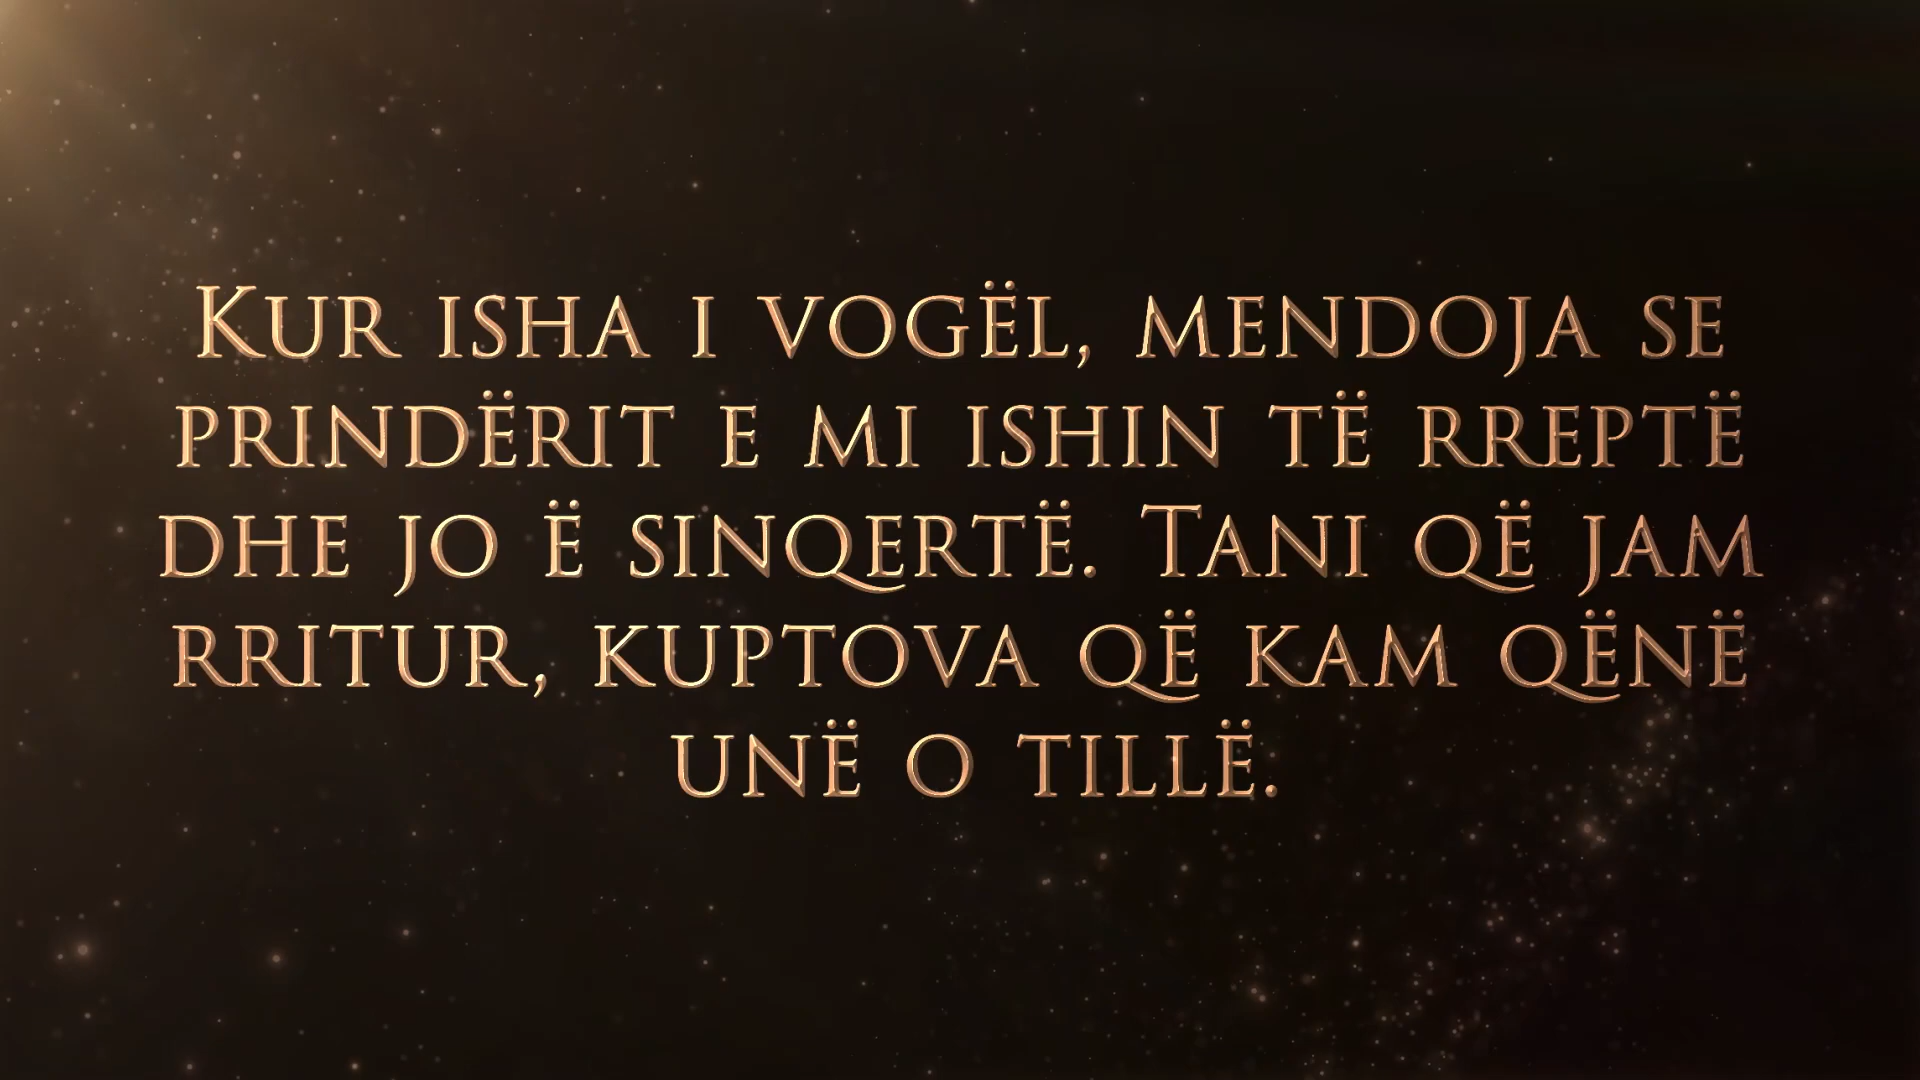 Kur isha i vogël, mendoja se
prindërit e mi ishin të rreptë
dhe jo ë sinqertë. Tani që jam
rritur, kuptova që kam qënë
unë o tillë.